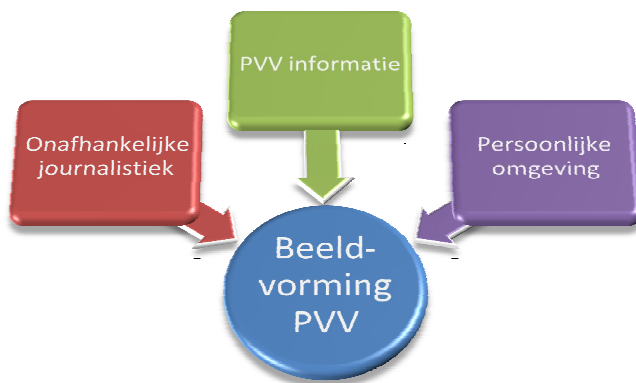 PVV informatie
Onafhankelijke
journalistiek
Persoonlijke
omgeving
Beeld-
vorming
PVV